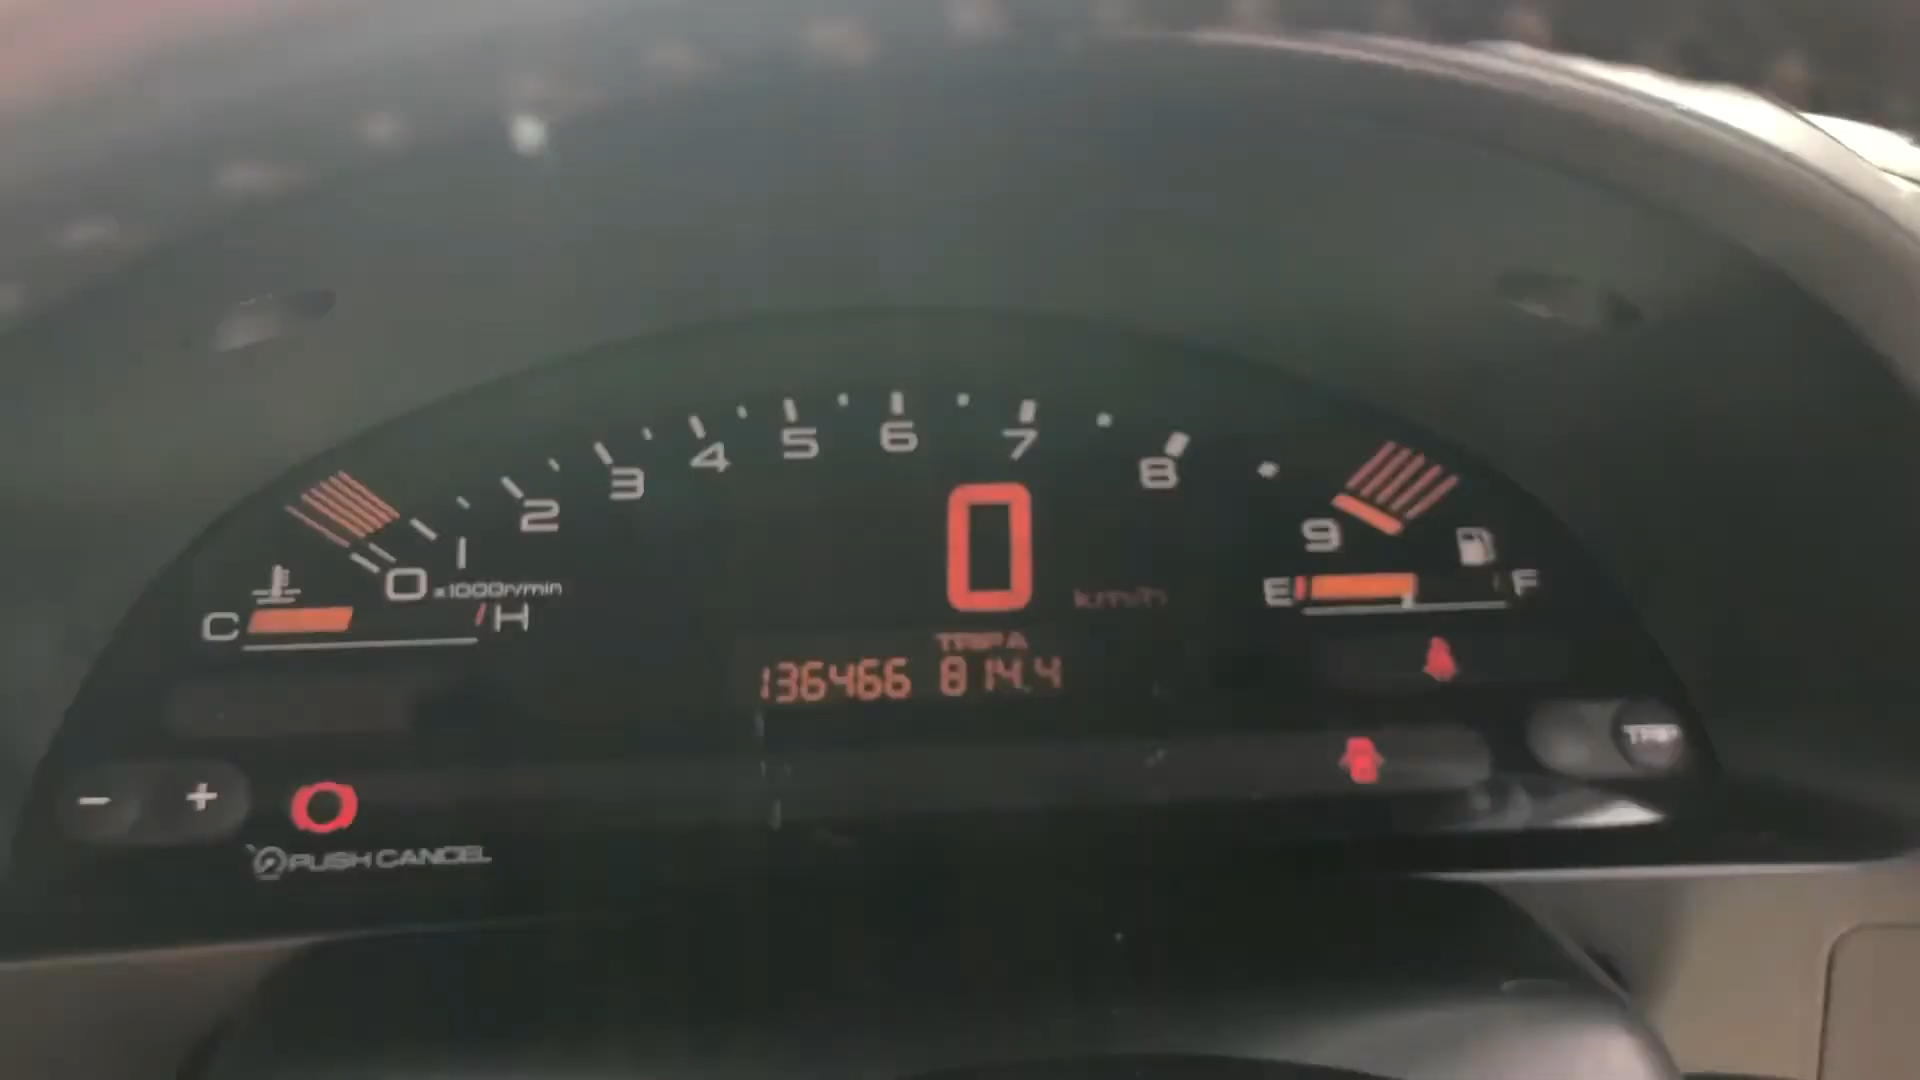 0 1 2 3 4 5 6 7 8 9
x1000r/min
0 km/h
C H
E F
TRIP A
136466 814.4
TRIP
- +
PUSH CANCEL